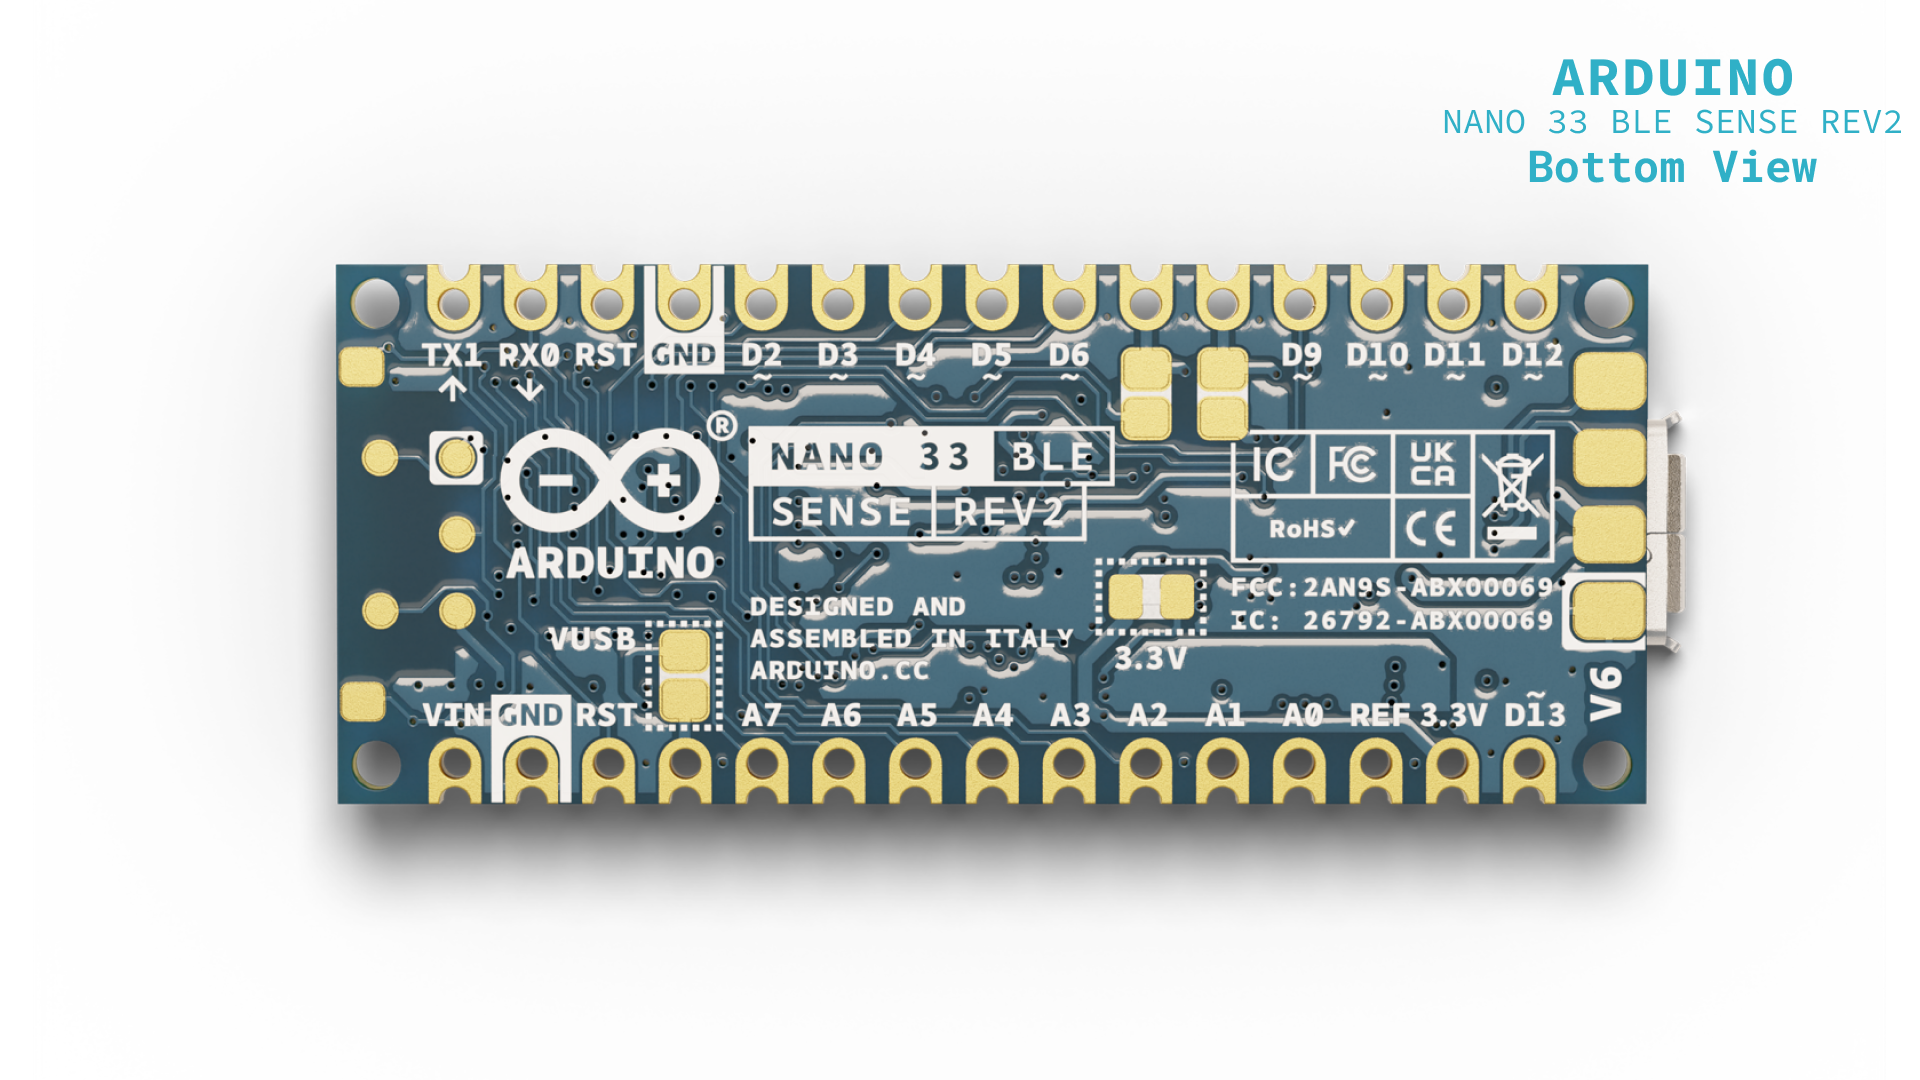 ARDUINO
NANO 33 BLE SENSE REV2
Bottom View
TX1 RX0 RST GND D2 D3 D4 D5 D6 D9 D10 D11 D12
~ ~ ~ ~ ~ ~ ~ ~ ~
↑ ↓
®
NANO 33 BLE
SENSE REV2
ARDUINO
IC FC UK CA
RoHS✓ CE
DESIGNED AND
ASSEMBLED IN ITALY
ARDUINO.CC
FCC:2AN9S-ABX00069
IC: 26792-ABX00069
VUSB
3.3V
V6
VIN GND RST A7 A6 A5 A4 A3 A2 A1 A0 REF 3.3V D13
~